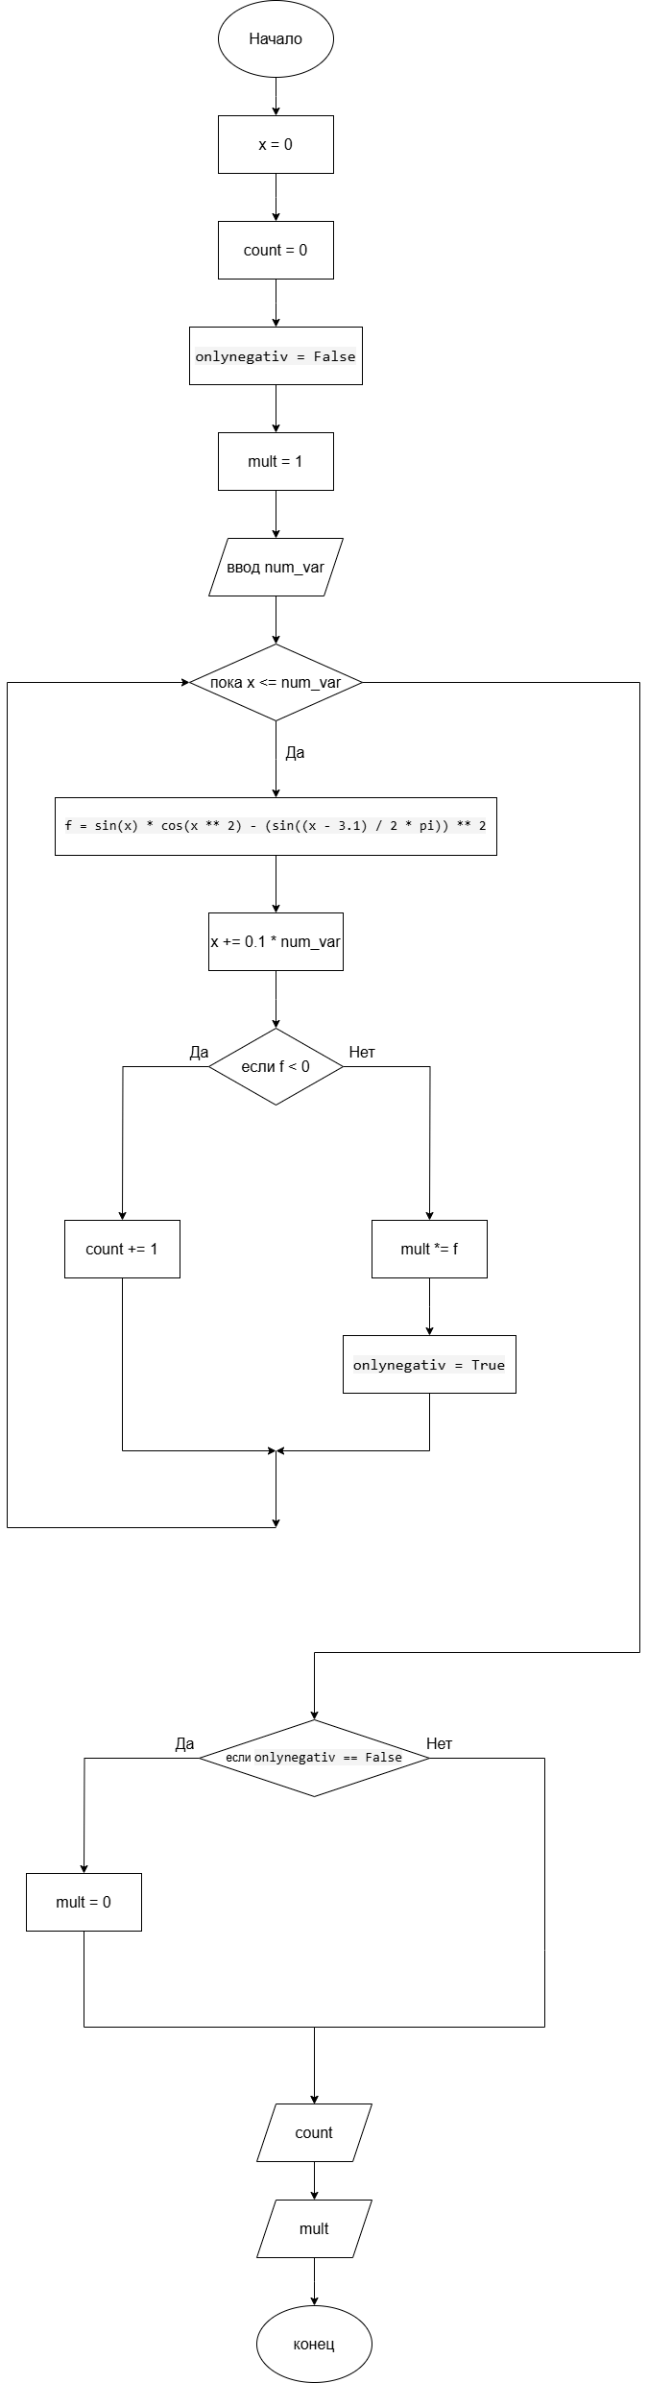 Начало
x = 0
count = 0
onlynegativ = False
mult = 1
ввод num_var
пока x <= num_var
Да
f = sin(x) * cos(x ** 2) - (sin((x - 3.1) / 2 * pi)) ** 2
x += 0.1 * num_var
Да
если f < 0
Нет
count += 1
mult *= f
onlynegativ = True
Да
если onlynegativ == False
Нет
mult = 0
count
mult
конец